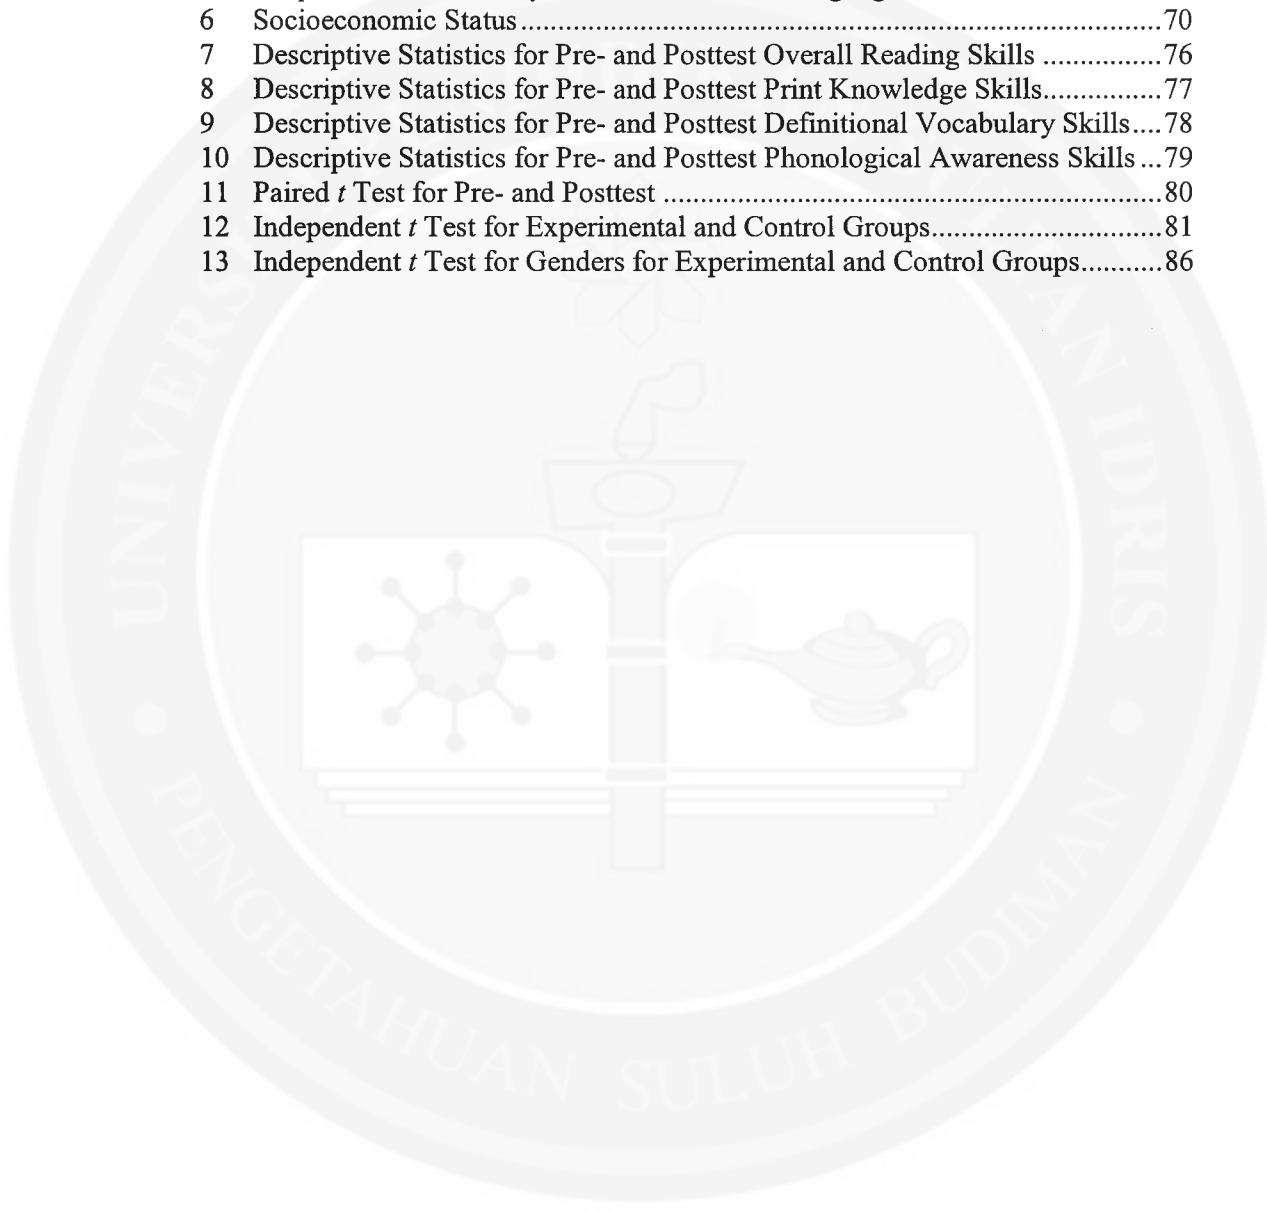 6 Socioeconomic Status.................................................................................70
7 Descriptive Statistics for Pre- and Posttest Overall Reading Skills ...............76
8 Descriptive Statistics for Pre- and Posttest Print Knowledge Skills...............77
9 Descriptive Statistics for Pre- and Posttest Definitional Vocabulary Skills....78
10 Descriptive Statistics for Pre- and Posttest Phonological Awareness Skills ...79
11 Paired t Test for Pre- and Posttest ...............................................................80
12 Independent t Test for Experimental and Control Groups.............................81
13 Independent t Test for Genders for Experimental and Control Groups...........86
IDRIS
PENGETAHUAN SULUH BUDIMAN